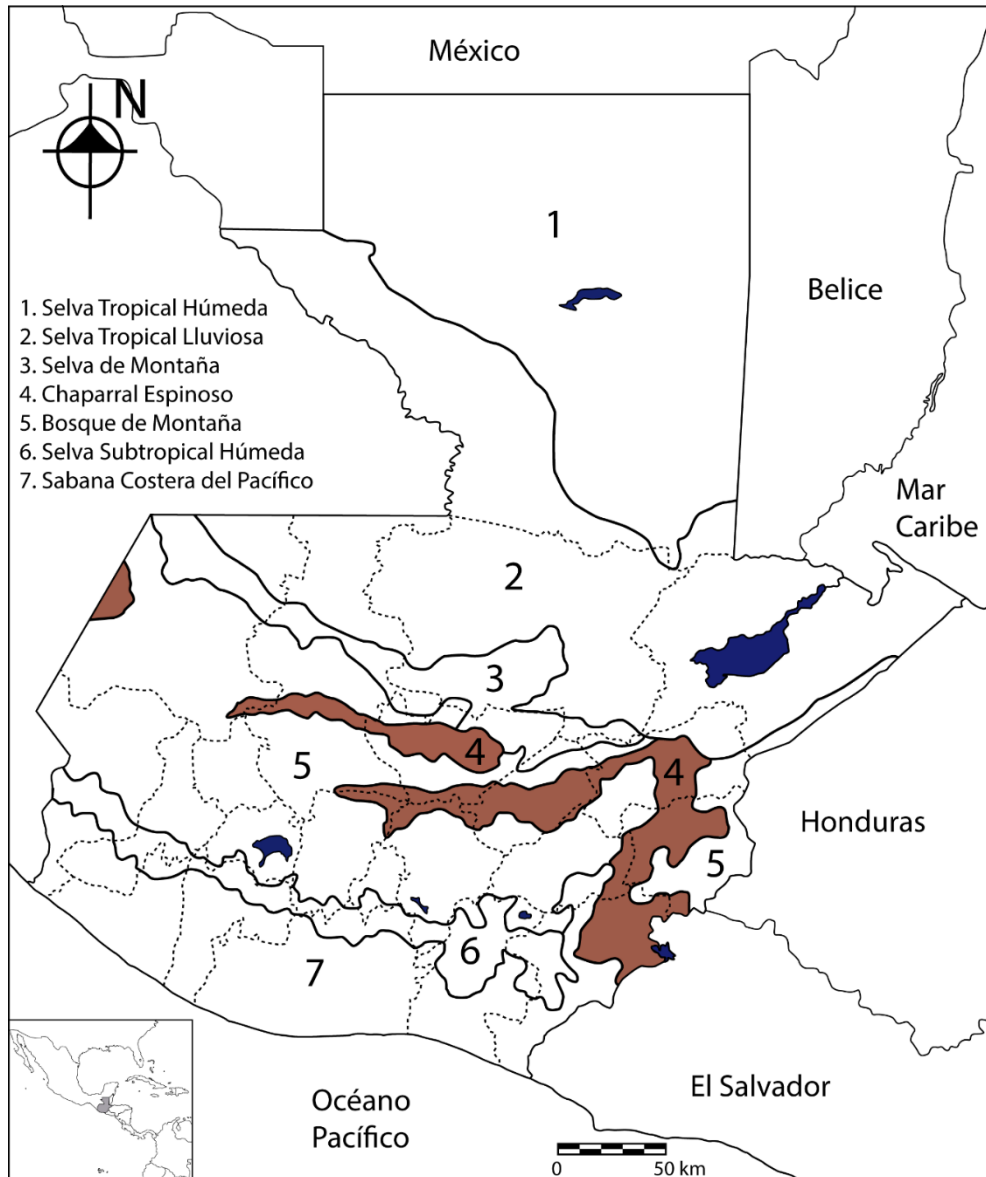 México
N
1
Belice
1. Selva Tropical Húmeda
2. Selva Tropical Lluviosa
3. Selva de Montaña
4. Chaparral Espinoso
5. Bosque de Montaña
6. Selva Subtropical Húmeda
7. Sabana Costera del Pacífico
Mar
Caribe
2
3
4
4
5
Honduras
5
6
7
El Salvador
Océano
Pacífico
0 50 km